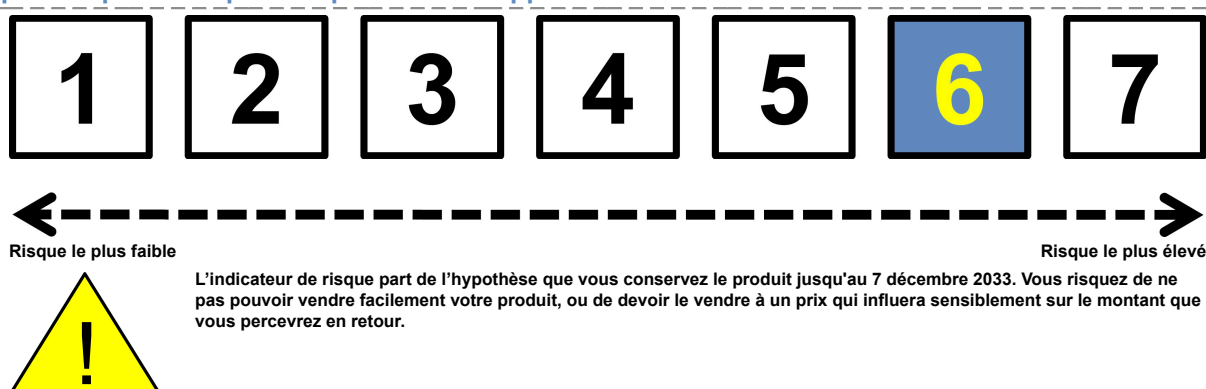 1 2 3 4 5 6 7
Risque le plus faible Risque le plus élevé
L'indicateur de risque part de l'hypothèse que vous conservez le produit jusqu'au 7 décembre 2033. Vous risquez de ne
pas pouvoir vendre facilement votre produit, ou de devoir le vendre à un prix qui influera sensiblement sur le montant que
vous percevrez en retour.
!